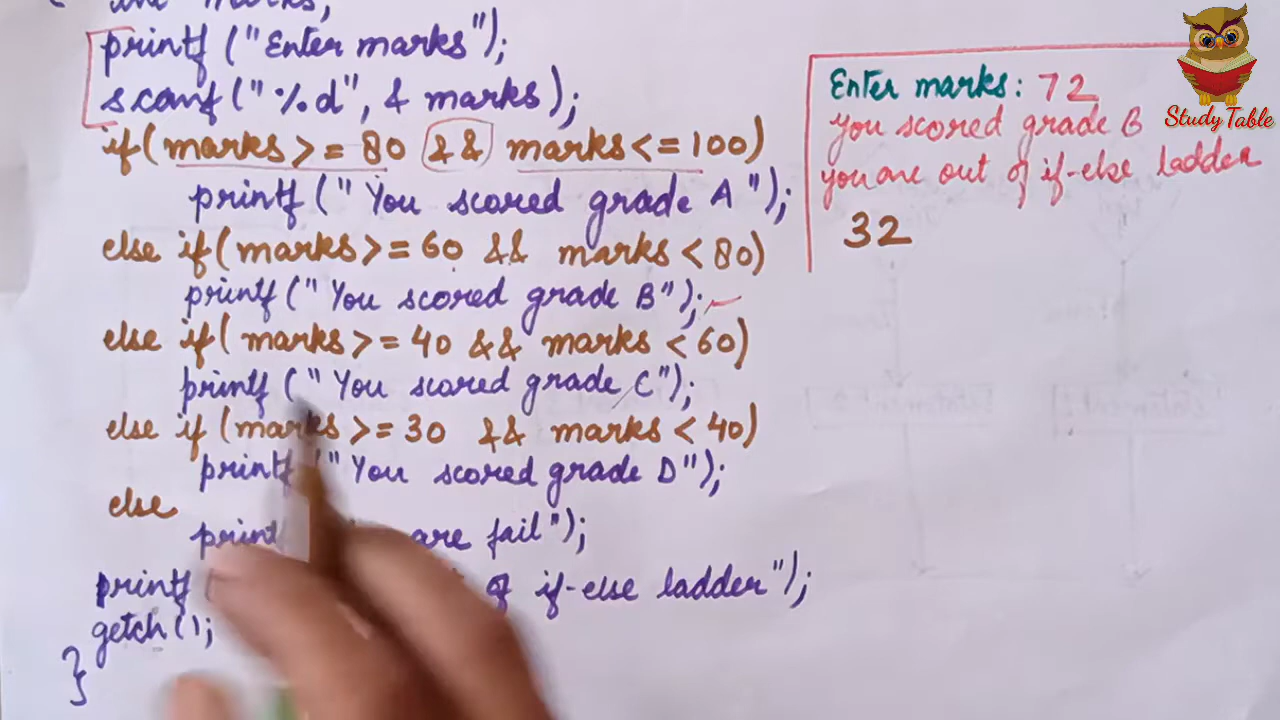 marks;
printf ("Enter marks");
scanf ("%d", & marks);
if( marks >= 80 && marks <= 100)
printf (" You scored grade A ");
else if( marks >= 60 && marks < 80)
printf (" You scored grade B");
else if( marks >= 40 && marks < 60)
printf (" You scored grade C");
else if (marks >= 30 && marks < 40)
printf (" You scored grade D");
else
print are fail");
printf ( of if-else ladder");
getch();
}
Enter marks: 72
you scored grade B
you are out of if-else ladder
32
Study Table